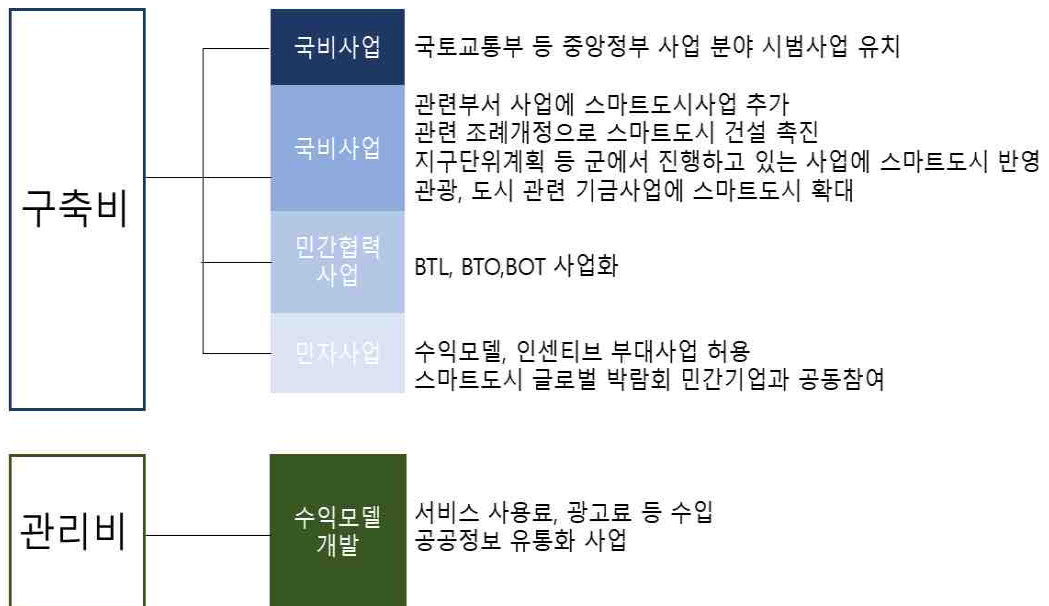 구축비
국비사업
국토교통부 등 중앙정부 사업 분야 시범사업 유치
국비사업
관련부서 사업에 스마트도시사업 추가
관련 조례개정으로 스마트도시 건설 촉진
지구단위계획 등 군에서 진행하고 있는 사업에 스마트도시 반영
관광, 도시 관련 기금사업에 스마트도시 확대
민간협력
사업
BTL, BTO,BOT 사업화
민자사업
수익모델, 인센티브 부대사업 허용
스마트도시 글로벌 박람회 민간기업과 공동참여
관리비
수익모델
개발
서비스 사용료, 광고료 등 수입
공공정보 유통화 사업